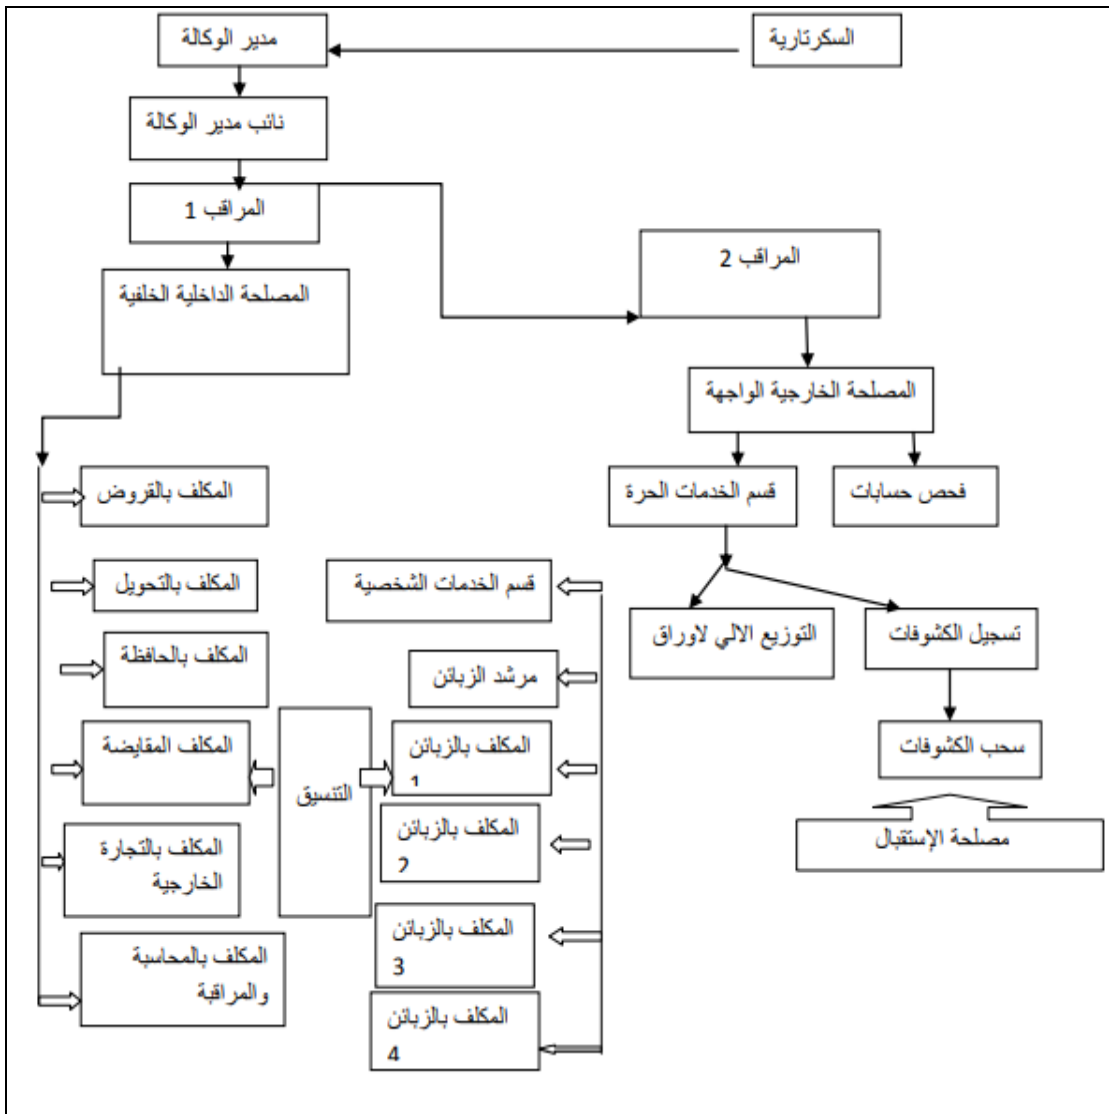 السكرتارية
مدير الوكالة
نائب مدير الوكالة
المراقب 1
المراقب 2
المصلحة الداخلية الخلفية
المصلحة الخارجية الواجهة
فحص حسابات
قسم الخدمات الحرة
تسجيل الكشوفات
التوزيع الالي لاوراق
سحب الكشوفات
مصلحة الإستقبال
قسم الخدمات الشخصية
مرشد الزبائن
المكلف بالزبائن
1
المكلف بالزبائن
2
المكلف بالزبائن
3
المكلف بالزبائن
4
التنسيق
المكلف بالقروض
المكلف بالتحويل
المكلف بالحافظة
المكلف المقايضة
المكلف بالتجارة
الخارجية
المكلف بالمحاسبة
والمراقبة